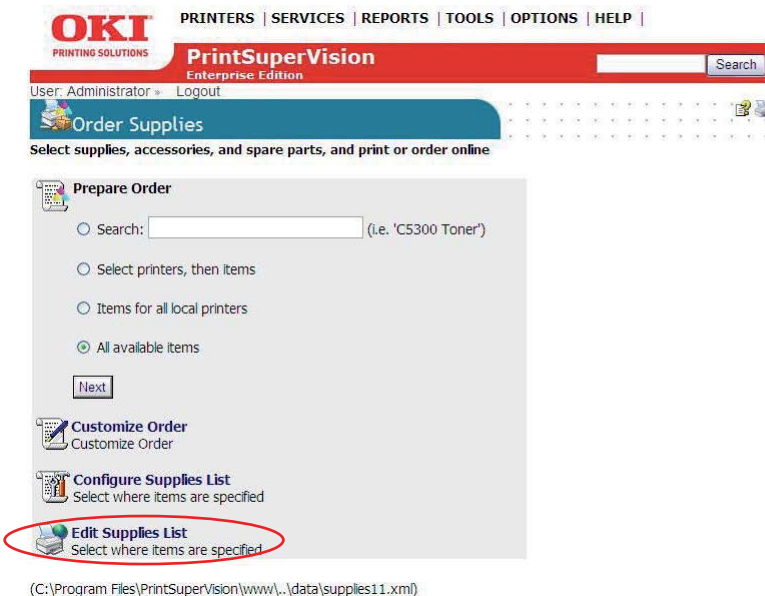 PRINTERS | SERVICES | REPORTS | TOOLS | OPTIONS | HELP |
OKI
PRINTING SOLUTIONS
PrintSuperVision
Enterprise Edition
Search
User: Administrator » Logout
Order Supplies
Select supplies, accessories, and spare parts, and print or order online
Prepare Order
Search: (i.e. 'C5300 Toner')
Select printers, then items
Items for all local printers
All available items
Next
Customize Order
Customize Order
Configure Supplies List
Select where items are specified
Edit Supplies List
Select where items are specified
(C:\Program Files\PrintSuperVision\www\..\data\supplies11.xml)